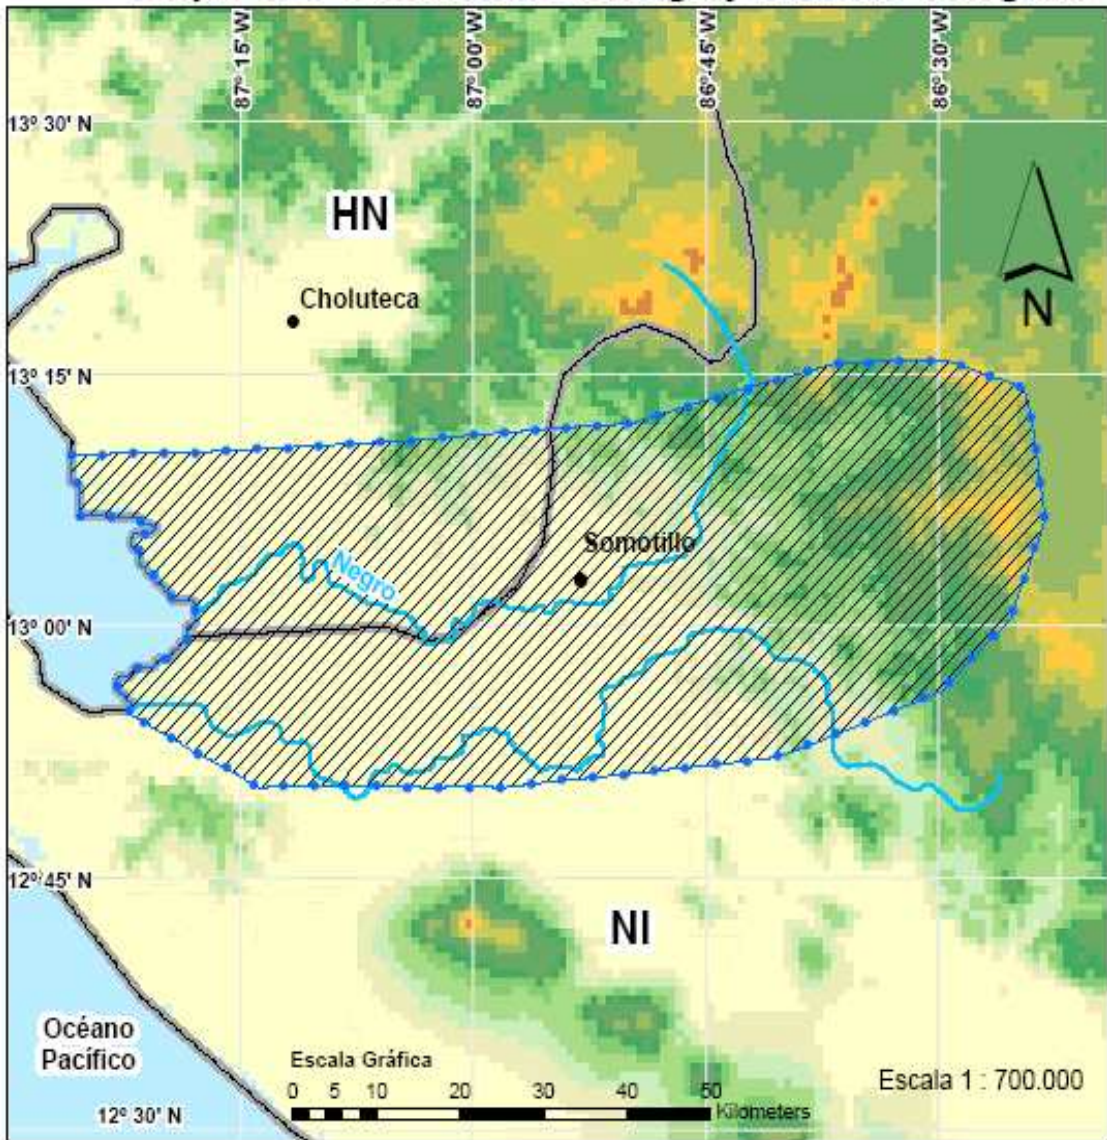 87° 15' W
87° 00' W
86° 45' W
86° 30' W
13° 30' N
HN
Choluteca
N
13° 15' N
Somotillo
Negro
13° 00' N
12° 45' N
NI
Océano
Pacífico
Escala Gráfica
0 5 10 20 30 40 50
Kilometers
Escala 1 : 700.000
12° 30' N